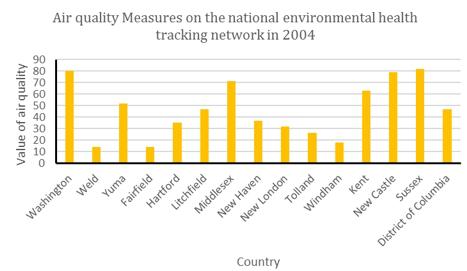 Air quality Measures on the national environmental health
tracking network in 2004
Value of air quality
90
80
70
60
50
40
30
20
10
0
Washington
Weld
Yuma
Fairfield
Hartford
Litchfield
Middlesex
New Haven
New London
Tolland
Windham
Kent
New Castle
Sussex
District of Columbia
Country